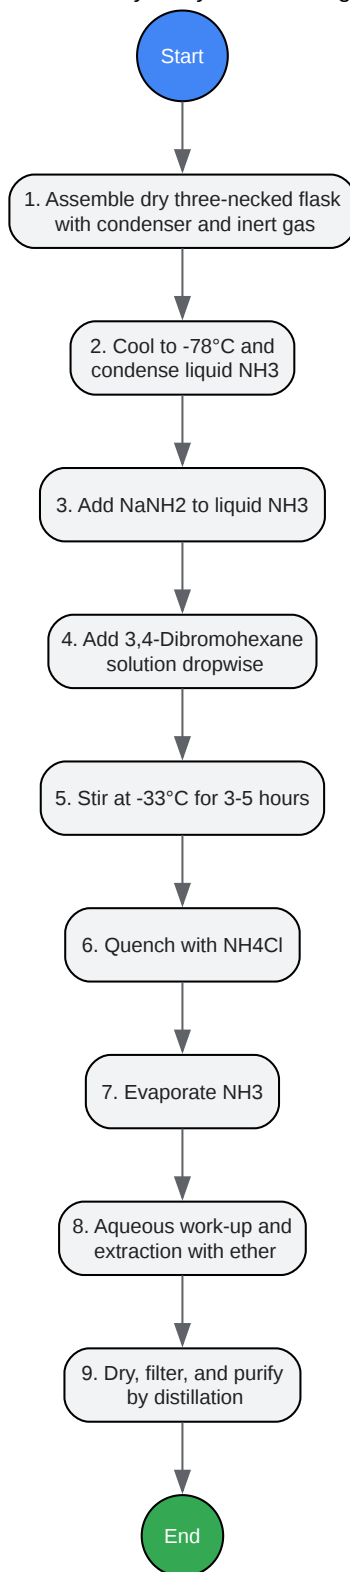 Start
1. Assemble dry three-necked flask
with condenser and inert gas
2. Cool to -78°C and
condense liquid NH3
3. Add NaNH2 to liquid NH3
4. Add 3,4-Dibromohexane
solution dropwise
5. Stir at -33°C for 3-5 hours
6. Quench with NH4Cl
7. Evaporate NH3
8. Aqueous work-up and
extraction with ether
9. Dry, filter, and purify
by distillation
End